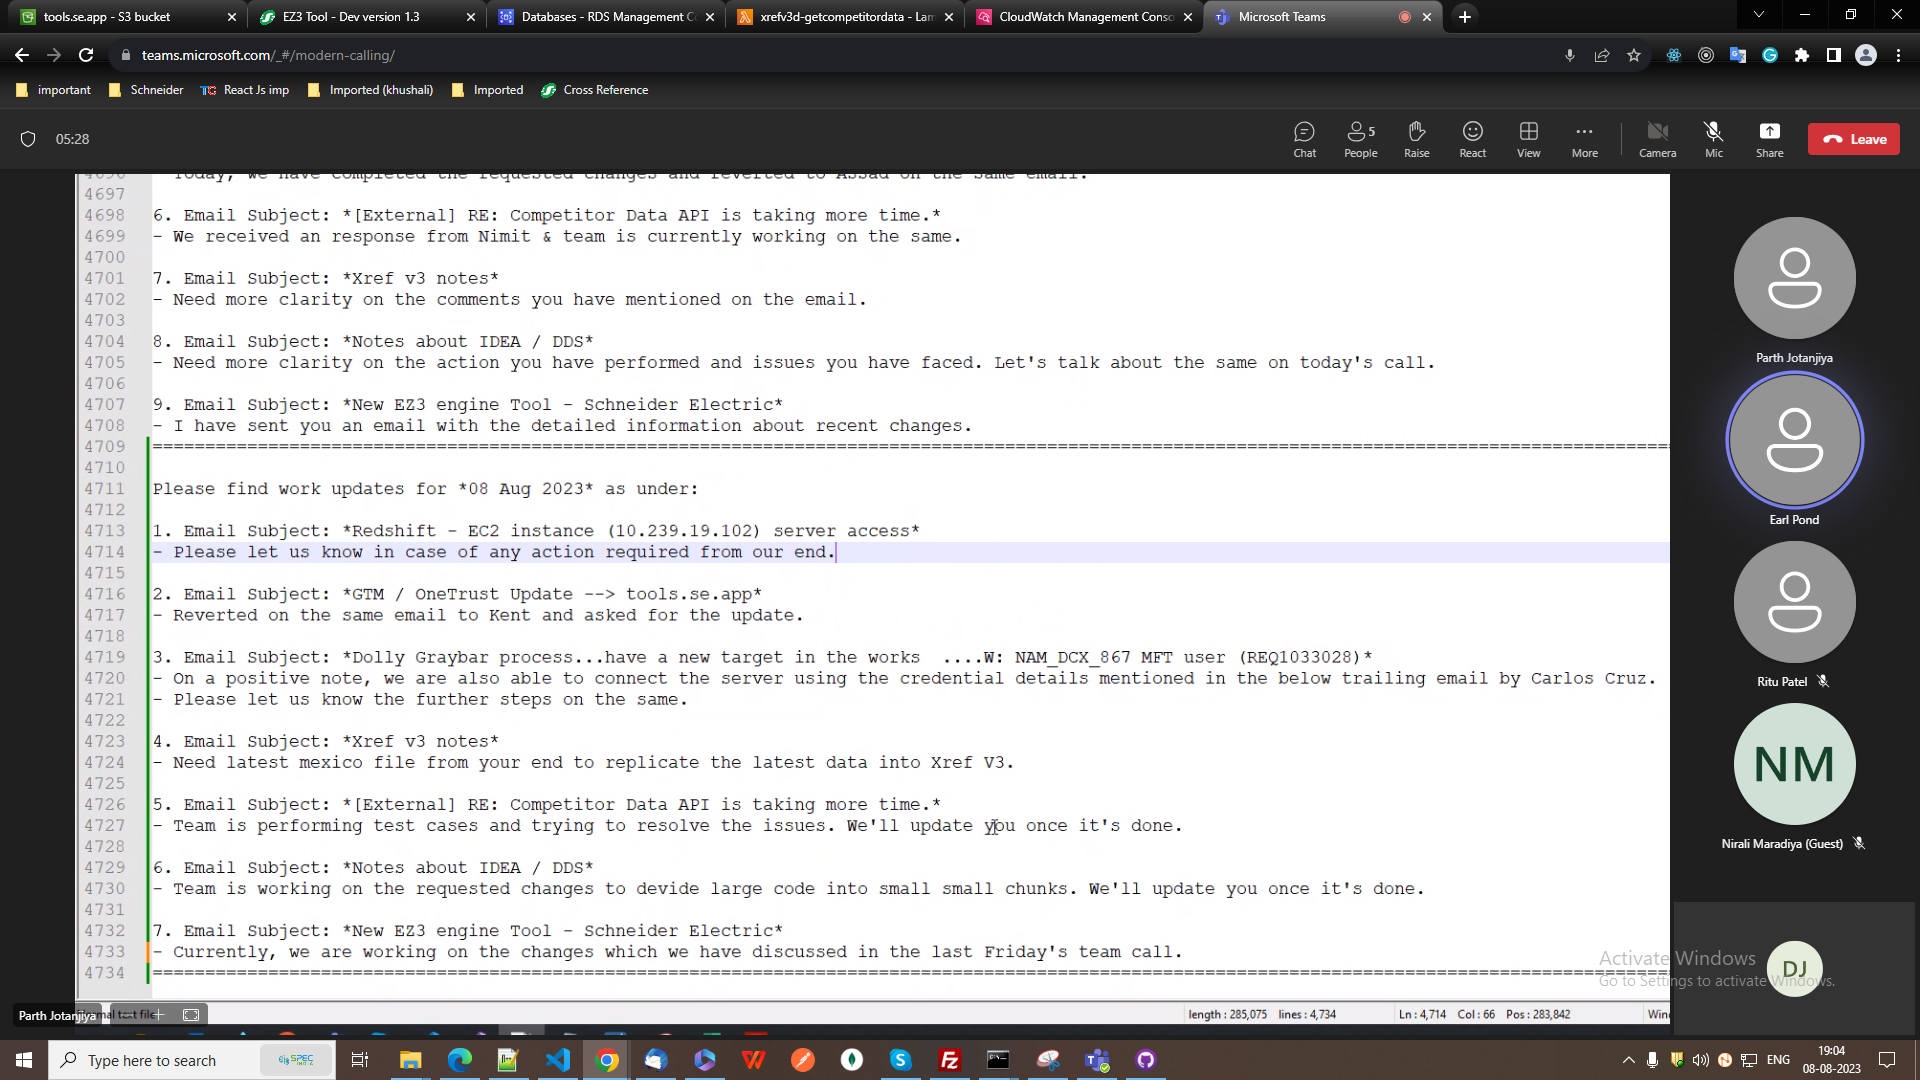 tools.se.app - S3 bucket
EZ3 Tool - Dev version 1.3
Databases - RDS Management Co
xrefv3d-getcompetitordata - Lam
CloudWatch Management Conso
Microsoft Teams
teams.microsoft.com/_#/modern-calling/
important
Schneider
React Js imp
Imported (khushali)
Imported
Cross Reference
05:28
Chat
5
People
Raise
React
View
More
Camera
Mic
Share
Leave
4696 - Today, we have completed the requested changes and reverted to Assad on the same email.
4697
4698 6. Email Subject: *[External] RE: Competitor Data API is taking more time.*
4699 - We received an response from Nimit & team is currently working on the same.
4700
4701 7. Email Subject: *Xref v3 notes*
4702 - Need more clarity on the comments you have mentioned on the email.
4703
4704 8. Email Subject: *Notes about IDEA / DDS*
4705 - Need more clarity on the action you have performed and issues you have faced. Let's talk about the same on today's call.
4706
4707 9. Email Subject: *New EZ3 engine Tool - Schneider Electric*
4708 - I have sent you an email with the detailed information about recent changes.
4709
4710
4711 Please find work updates for *08 Aug 2023* as under:
4712
4713 1. Email Subject: *Redshift - EC2 instance (10.239.19.102) server access*
4714 - Please let us know in case of any action required from our end.
4715
4716 2. Email Subject: *GTM / OneTrust Update --> tools.se.app*
4717 - Reverted on the same email to Kent and asked for the update.
4718
4719 3. Email Subject: *Dolly Graybar process...have a new target in the works  ....W: NAM_DCX_867 MFT user (REQ1033028)*
4720 - On a positive note, we are also able to connect the server using the credential details mentioned in the below trailing email by Carlos Cruz.
4721 - Please let us know the further steps on the same.
4722
4723 4. Email Subject: *Xref v3 notes*
4724 - Need latest mexico file from your end to replicate the latest data into Xref V3.
4725
4726 5. Email Subject: *[External] RE: Competitor Data API is taking more time.*
4727 - Team is performing test cases and trying to resolve the issues. We'll update you once it's done.
4728
4729 6. Email Subject: *Notes about IDEA / DDS*
4730 - Team is working on the requested changes to devide large code into small small chunks. We'll update you once it's done.
4731
4732 7. Email Subject: *New EZ3 engine Tool - Schneider Electric*
4733 - Currently, we are working on the changes which we have discussed in the last Friday's team call.
4734
Parth Jotanjiya
Earl Pond
Ritu Patel
NM
Nirali Maradiya (Guest)
DJ
Activate Windows
Go to Settings to activate Windows.
Parth Jotanjiya
length : 285,075 lines : 4,734
Ln : 4,714 Col : 66 Pos : 283,842
Type here to search
SPEC
ENG
19:04
08-08-2023